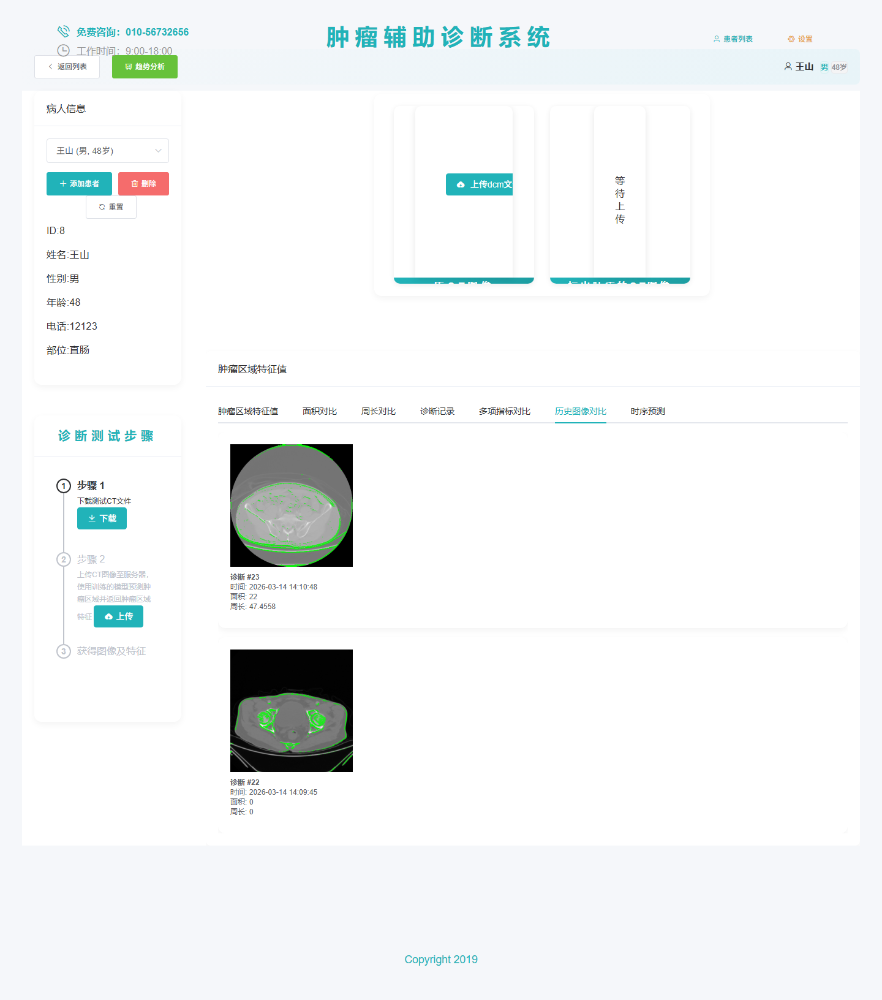 免费咨询：010-56732656
工作时间：9:00-18:00
肿瘤辅助诊断系统
患者列表
设置
返回列表
趋势分析
王山 男 48岁
病人信息
王山 (男, 48岁)
添加患者
删除
重置
ID:8
姓名:王山
性别:男
年龄:48
电话:12123
部位:直肠
上传dcm文
等
待
上
传
诊断测试步骤
1 步骤 1
下载测试CT文件
下载
2 步骤 2
上传CT图像至服务器，
使用训练的模型预测肿
瘤区域并返回肿瘤区域
特征 上传
3 获得图像及特征
肿瘤区域特征值
肿瘤区域特征值 面积对比 周长对比 诊断记录 多项指标对比 历史图像对比 时序预测
诊断 #23
时间: 2026-03-14 14:10:48
面积: 22
周长: 47.4558
诊断 #22
时间: 2026-03-14 14:09:45
面积: 0
周长: 0
Copyright 2019